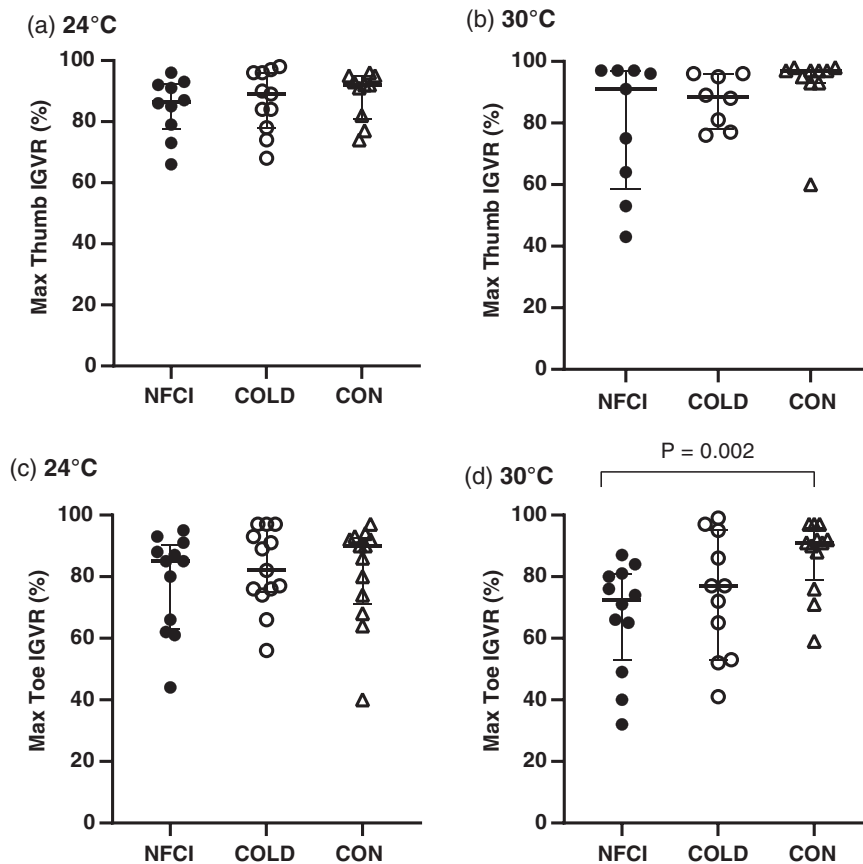 (a) 24°C
Max Thumb IGVR (%)
100
80
60
40
20
0
NFCI COLD CON
(b) 30°C
Max Thumb IGVR (%)
100
80
60
40
20
0
NFCI COLD CON
(c) 24°C
Max Toe IGVR (%)
100
80
60
40
20
0
NFCI COLD CON
(d) 30°C
P = 0.002
Max Toe IGVR (%)
100
80
60
40
20
0
NFCI COLD CON